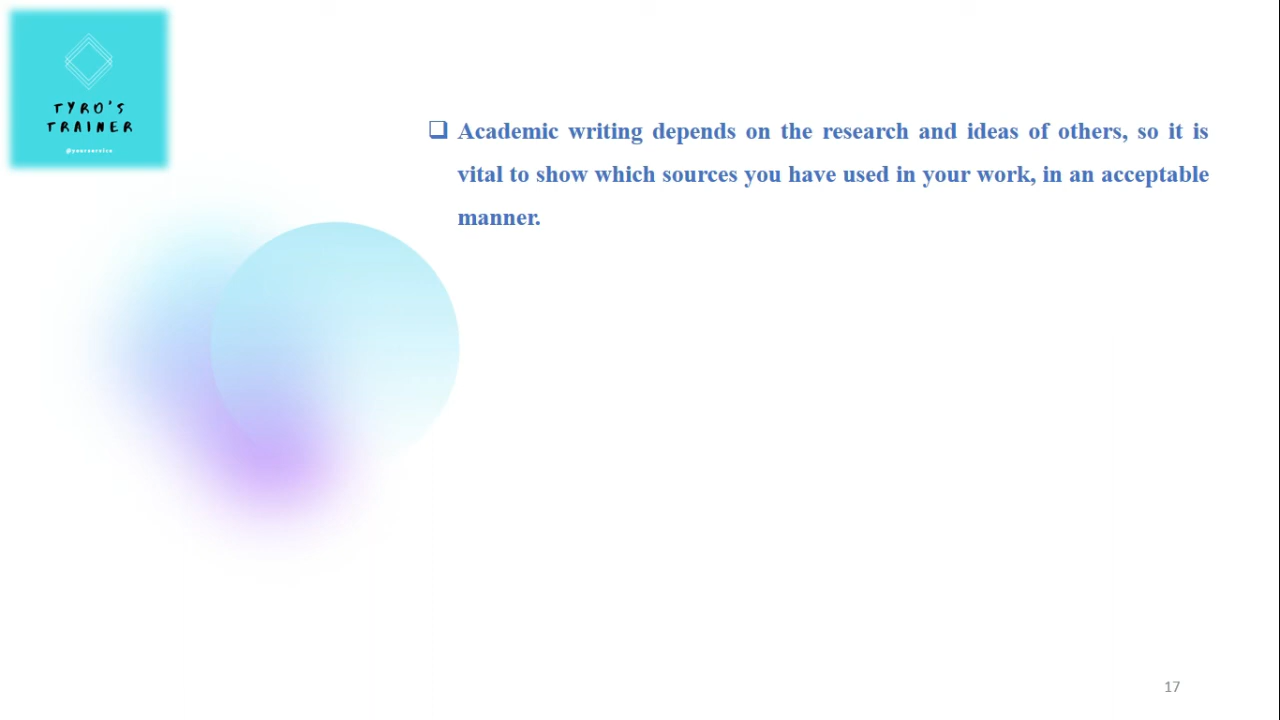 TYRO'S
TRAINER
@yourservice
❑ Academic writing depends on the research and ideas of others, so it is
vital to show which sources you have used in your work, in an acceptable
manner.
17